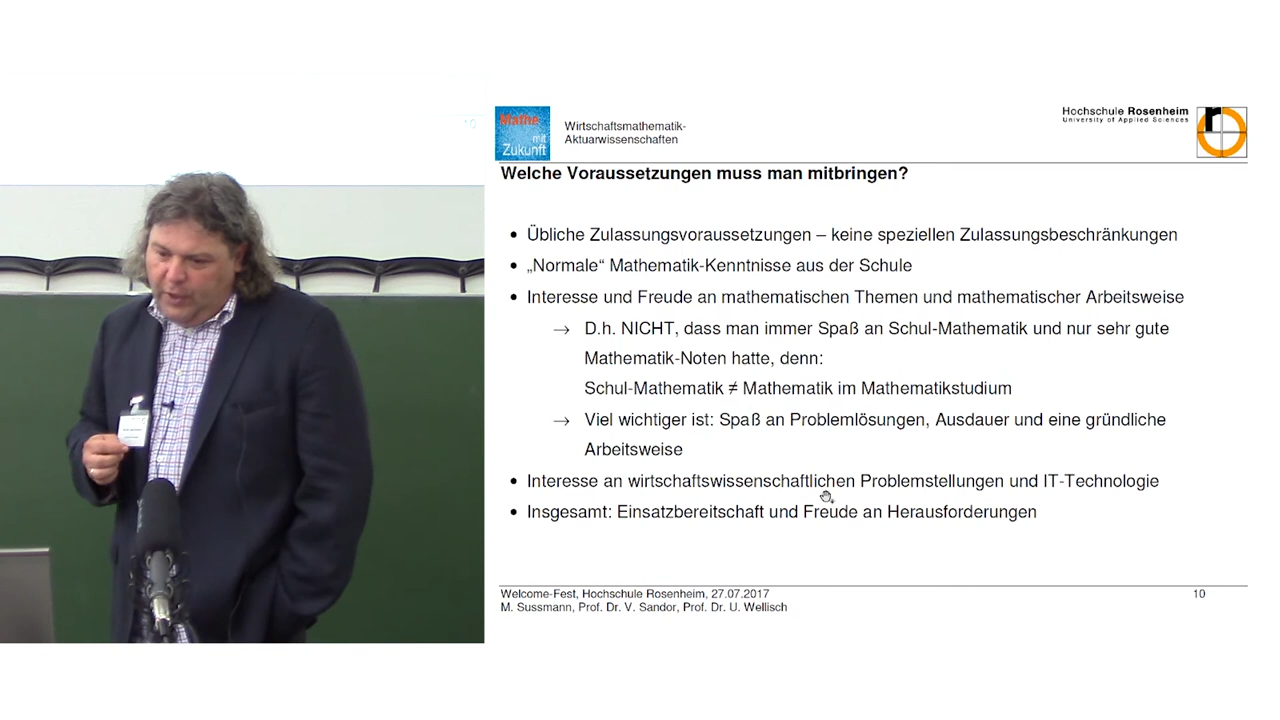 Mathe
mit
Zukunft
Wirtschaftsmathematik-
Aktuarwissenschaften
Hochschule Rosenheim
University of Applied Sciences
r
Welche Voraussetzungen muss man mitbringen?
• Übliche Zulassungsvoraussetzungen – keine speziellen Zulassungsbeschränkungen
• „Normale“ Mathematik-Kenntnisse aus der Schule
• Interesse und Freude an mathematischen Themen und mathematischer Arbeitsweise
→ D.h. NICHT, dass man immer Spaß an Schul-Mathematik und nur sehr gute
Mathematik-Noten hatte, denn:
Schul-Mathematik ≠ Mathematik im Mathematikstudium
→ Viel wichtiger ist: Spaß an Problemlösungen, Ausdauer und eine gründliche
Arbeitsweise
• Interesse an wirtschaftswissenschaftlichen Problemstellungen und IT-Technologie
• Insgesamt: Einsatzbereitschaft und Freude an Herausforderungen
Welcome-Fest, Hochschule Rosenheim, 27.07.2017
M. Sussmann, Prof. Dr. V. Sandor, Prof. Dr. U. Wellisch
10